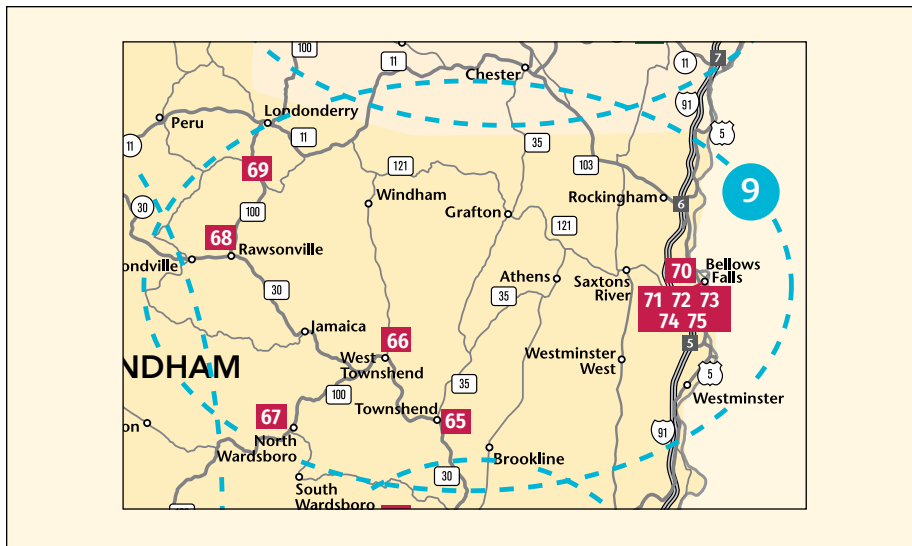 100
11
Chester
7
11
91
5
Londonderry
Peru
11
11
35
121
103
69
9
30
100
Windham
Rockingham
6
Grafton
121
68
Rawsonville
ondville
Athens
Saxtons
River
70
Bellows
Falls
30
35
71 72 73
74 75
Jamaica
66
5
West
Townshend
Westminster
West
NDHAM
35
5
100
Townshend
65
Westminster
67
on
North
Wardsboro
91
Brookline
30
South
Wardsboro